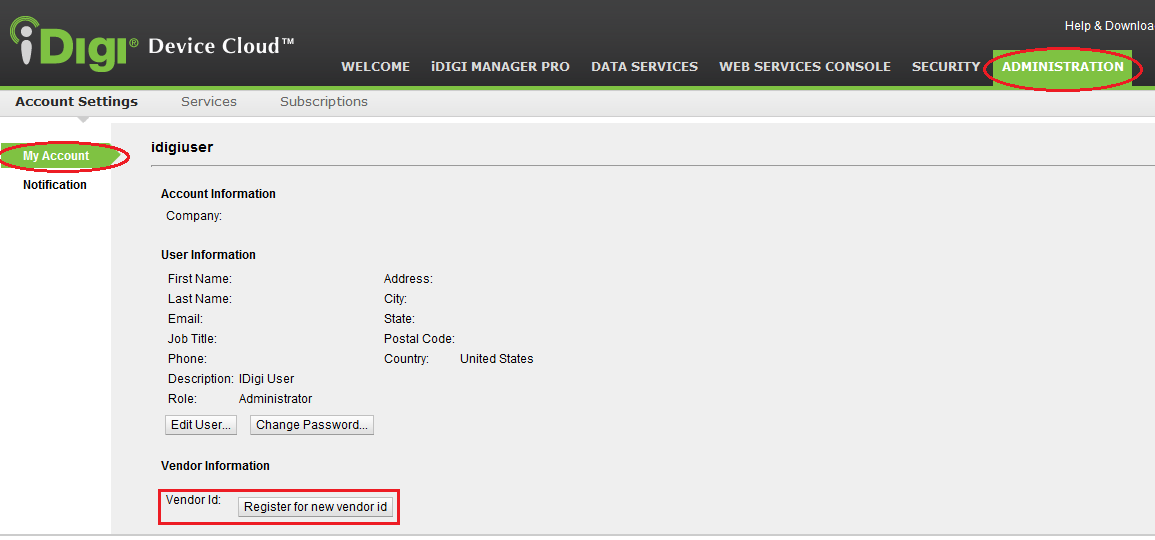 iDigi® Device Cloud™
Help & Downloa
WELCOME iDIGI MANAGER PRO DATA SERVICES WEB SERVICES CONSOLE SECURITY ADMINISTRATION
Account Settings Services Subscriptions
My Account
Notification
idigiuser
Account Information
Company:
User Information
First Name: Address:
Last Name: City:
Email: State:
Job Title: Postal Code:
Phone: Country: United States
Description: IDigi User
Role: Administrator
Edit User... Change Password...
Vendor Information
Vendor Id: Register for new vendor id